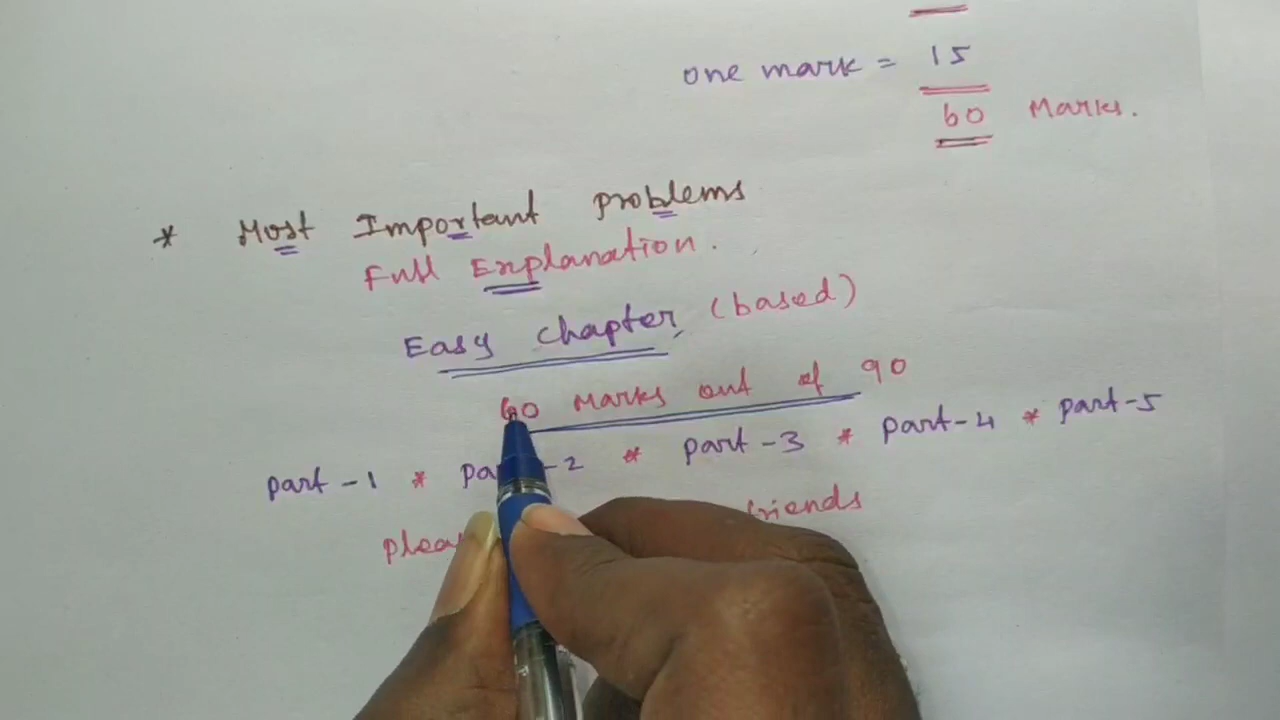 one mark = 15
60 Marks.
* Most Important problems
Full Explanation.
Easy chapter (based)
60 Marks out of 90
part-1 * part-2 * part-3 * part-4 * part-5
friends